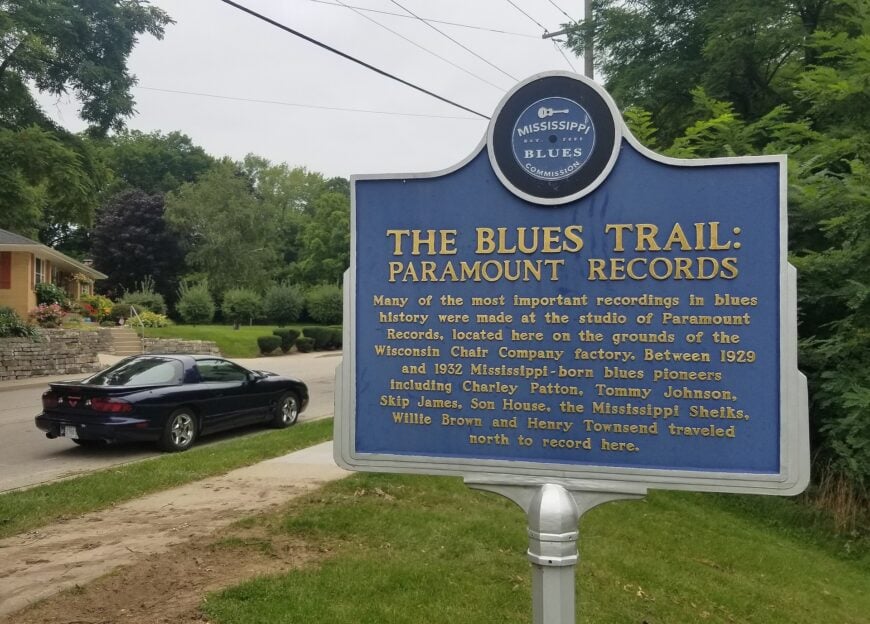 MISSISSIPPI
BLUES
COMMISSION
THE BLUES TRAIL:
PARAMOUNT RECORDS
Many of the most important recordings in blues
history were made at the studio of Paramount
Records, located here on the grounds of the
Wisconsin Chair Company factory. Between 1929
and 1932 Mississippi-born blues pioneers
including Charley Patton, Tommy Johnson,
Skip James, Son House, the Mississippi Sheiks,
Willie Brown and Henry Townsend traveled
north to record here.